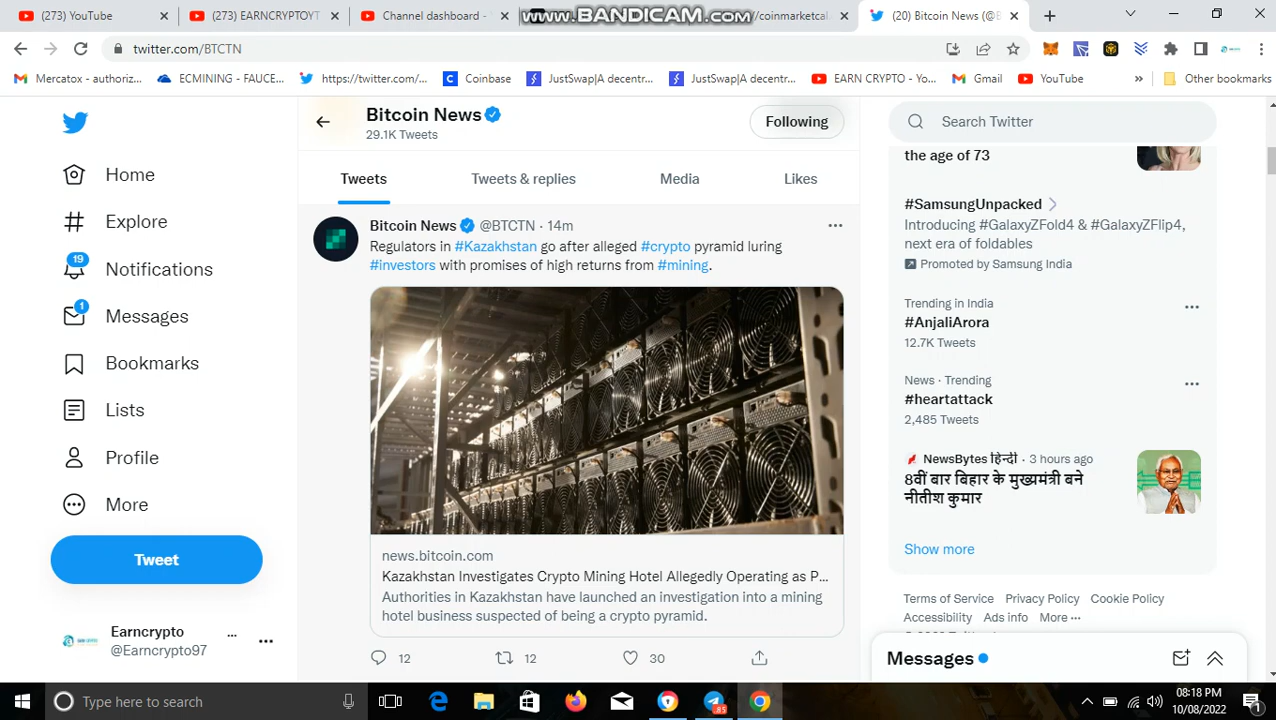 (273) YouTube
(273) EARNCRYPTOYT
Channel dashboard -
www.BANDICAM.com
/coinmarketcal
(20) Bitcoin News (@B
twitter.com/BTCTN
Mercatox - authoriz...
ECMINING - FAUCE...
https://twitter.com/...
Coinbase
JustSwap|A decentr...
JustSwap|A decentr...
EARN CRYPTO - Yo...
Gmail
YouTube
Other bookmarks
Home
Explore
19
Notifications
1
Messages
Bookmarks
Lists
Profile
More
Tweet
Earncrypto ...
@Earncrypto97
Bitcoin News
29.1K Tweets
Following
Tweets
Tweets & replies
Media
Likes
Bitcoin News @BTCTN · 14m
Regulators in #Kazakhstan go after alleged #crypto pyramid luring
#investors with promises of high returns from #mining.
news.bitcoin.com
Kazakhstan Investigates Crypto Mining Hotel Allegedly Operating as P...
Authorities in Kazakhstan have launched an investigation into a mining
hotel business suspected of being a crypto pyramid.
12
12
30
Search Twitter
the age of 73
#SamsungUnpacked
Introducing #GalaxyZFold4 & #GalaxyZFlip4,
next era of foldables
Promoted by Samsung India
Trending in India
#AnjaliArora
12.7K Tweets
News · Trending
#heartattack
2,485 Tweets
NewsBytes हिन्दी · 3 hours ago
8वीं बार बिहार के मुख्यमंत्री बने
नीतीश कुमार
Show more
Terms of Service Privacy Policy Cookie Policy
Accessibility Ads info More ...
Messages
Type here to search
85
08:18 PM
10/08/2022
1